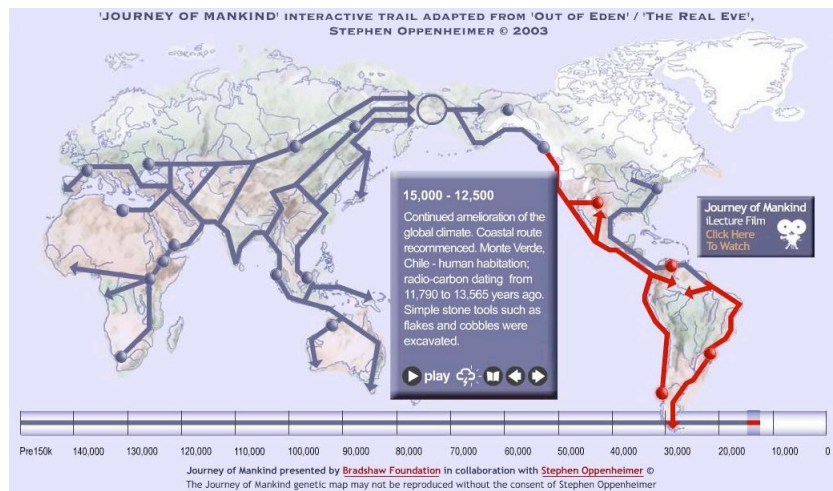 'JOURNEY OF MANKIND' INTERACTIVE TRAIL ADAPTED FROM 'OUT OF EDEN' / 'THE REAL EVE',
STEPHEN OPPENHEIMER © 2003
15,000 - 12,500
Continued amelioration of the
global climate. Coastal route
recommenced. Monte Verde,
Chile - human habitation;
radio-carbon dating from
11,790 to 13,565 years ago.
Simple stone tools such as
flakes and cobbles were
excavated.
play
Journey of Mankind
iLecture Film
Click Here
To Watch
Pre150k 140,000 130,000 120,000 110,000 100,000 90,000 80,000 70,000 60,000 50,000 40,000 30,000 20,000 10,000 0
Journey of Mankind presented by Bradshaw Foundation in collaboration with Stephen Oppenheimer ©
The Journey of Mankind genetic map may not be reproduced without the consent of Stephen Oppenheimer